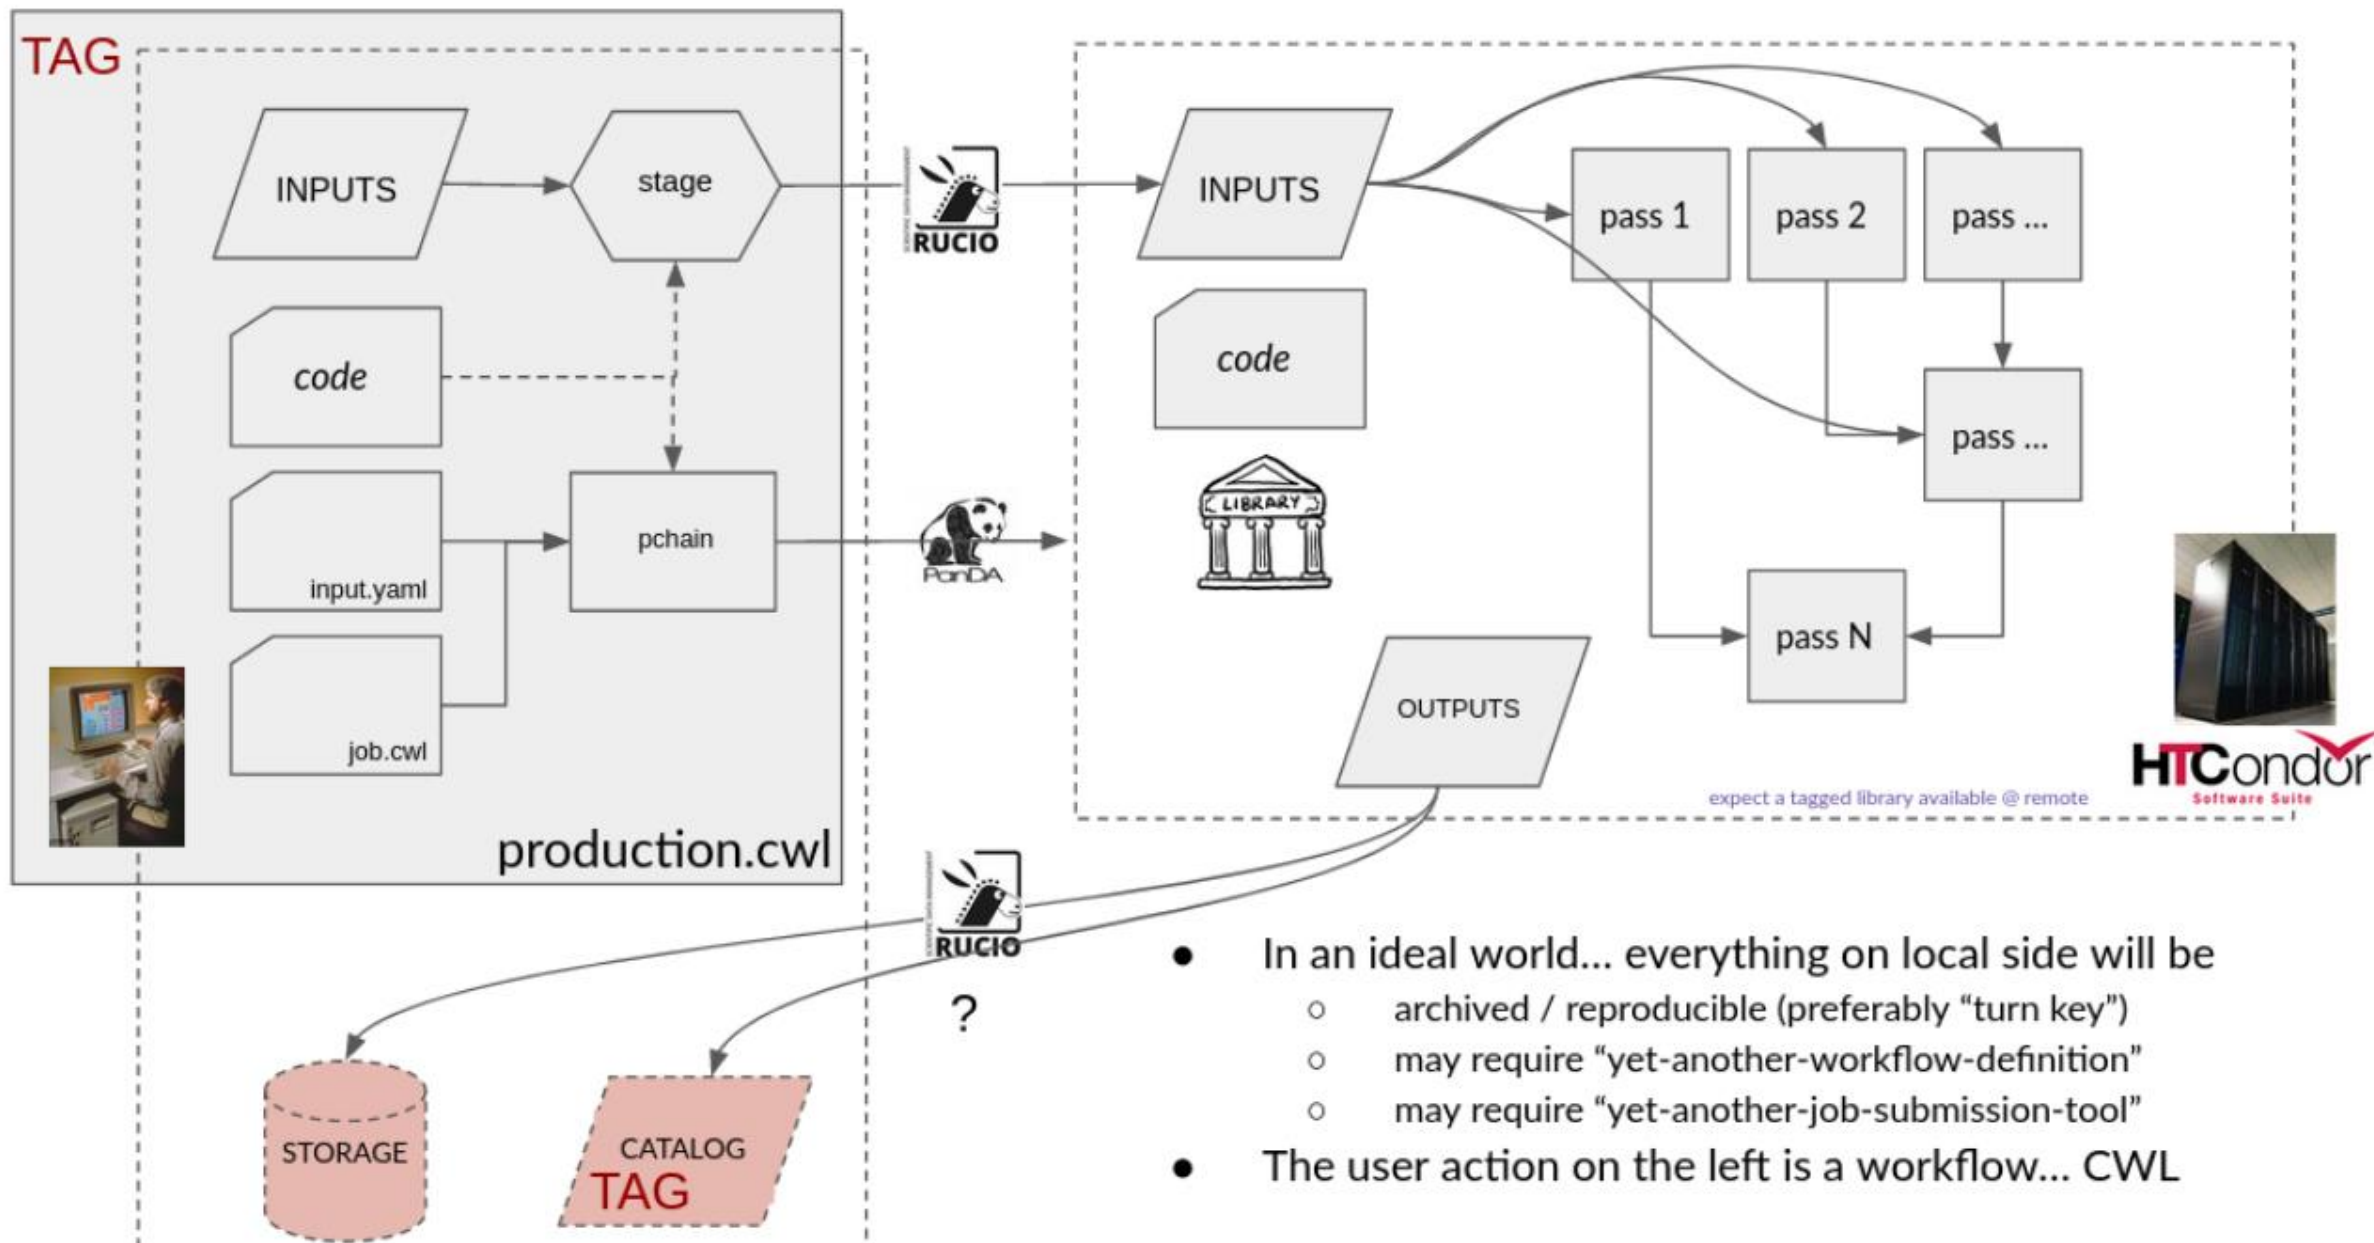 TAG
INPUTS
stage
code
input.yaml
pchain
job.cwl
production.cwl
RUCIO
PanDA
INPUTS
pass 1
pass 2
pass ...
code
pass ...
LIBRARY
pass N
OUTPUTS
expect a tagged library available @ remote
HTCondor
Software Suite
RUCIO
?
STORAGE
CATALOG
TAG
● In an ideal world... everything on local side will be
○ archived / reproducible (preferably “turn key”)
○ may require “yet-another-workflow-definition”
○ may require “yet-another-job-submission-tool”
● The user action on the left is a workflow... CWL